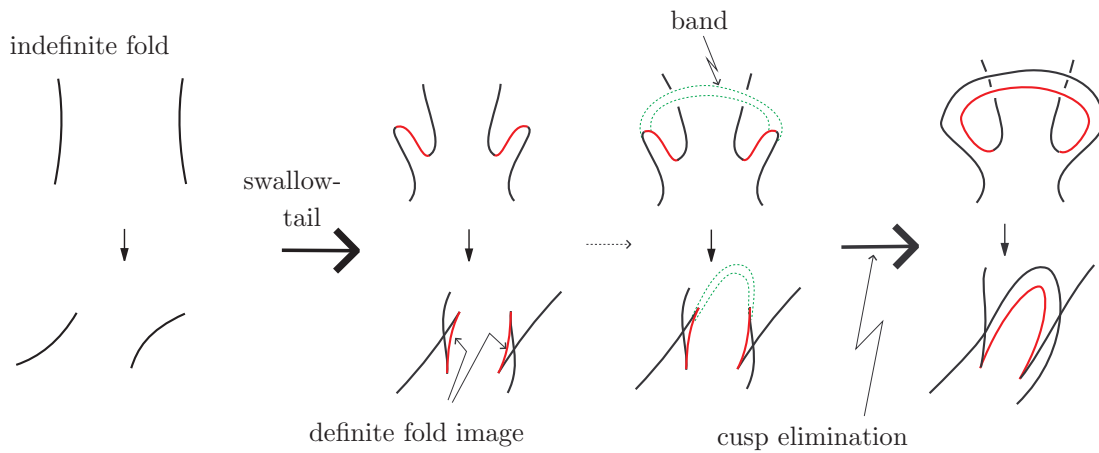 band
indefinite fold
swallow-
tail
definite fold image
cusp elimination